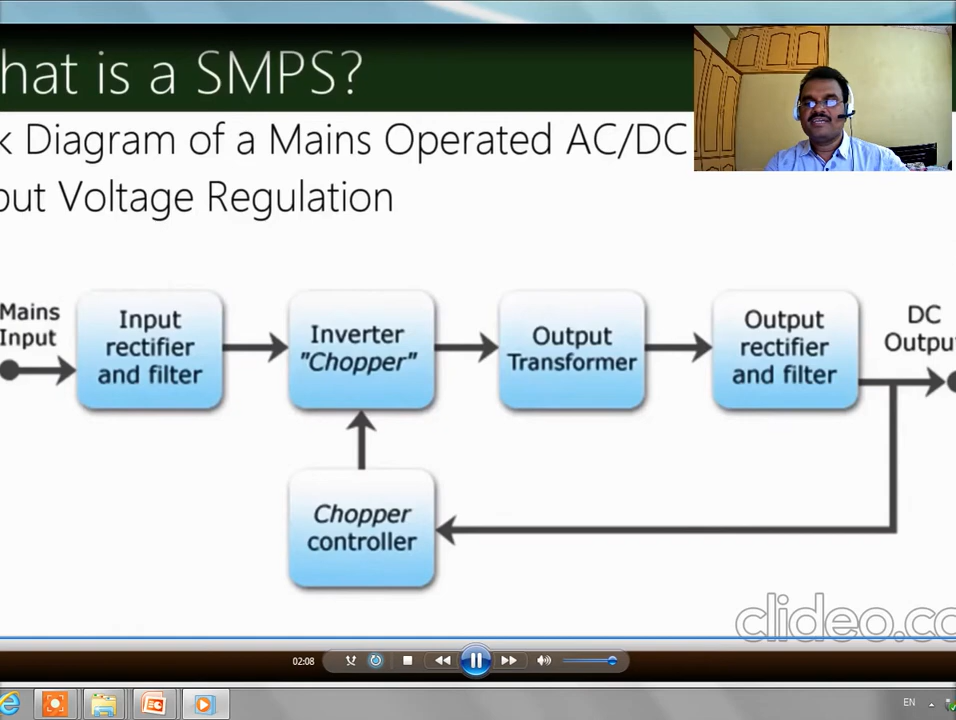 hat is a SMPS?
k Diagram of a Mains Operated AC/DC
put Voltage Regulation
Mains
Input
Input
rectifier
and filter
Inverter
"Chopper"
Output
Transformer
Output
rectifier
and filter
DC
Outpu
Chopper
controller
clideo.co
02:08
EN